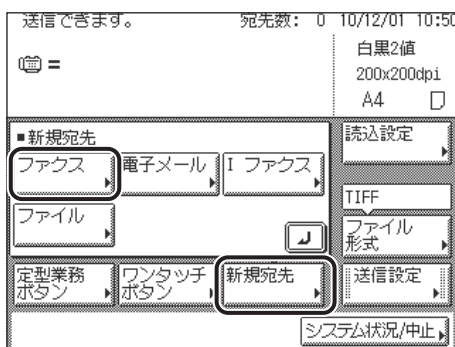 送信できます。 宛先数: 0 10/12/01 10:50
白黒2値
=
200x200dpi
A4
■新規宛先
読込設定
ファクス 電子メール I ファクス
TIFF
ファイル
ファイル形式
定型業務ボタン ワンタッチボタン 新規宛先 送信設定
システム状況/中止